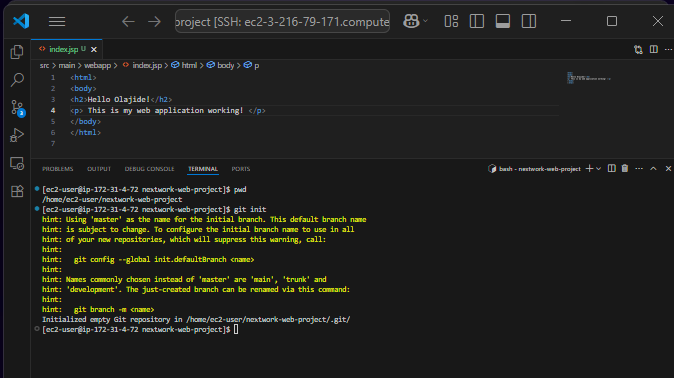 project [SSH: ec2-3-216-79-171.compute
index.jsp U
src > main > webapp > index.jsp > html > body > p
1 <html>
2 <body>
3 <h2>Hello Olajide!</h2>
4 <p> This is my web application working! </p>
5 </body>
6 </html>
7
3
PROBLEMS OUTPUT DEBUG CONSOLE TERMINAL PORTS bash - nextwork-web-project
[ec2-user@ip-172-31-4-72 nextwork-web-project]$ pwd
/home/ec2-user/nextwork-web-project
[ec2-user@ip-172-31-4-72 nextwork-web-project]$ git init
hint: Using 'master' as the name for the initial branch. This default branch name
hint: is subject to change. To configure the initial branch name to use in all
hint: of your new repositories, which will suppress this warning, call:
hint:
hint:   git config --global init.defaultBranch <name>
hint:
hint: Names commonly chosen instead of 'master' are 'main', 'trunk' and
hint: 'development'. The just-created branch can be renamed via this command:
hint:
hint:   git branch -m <name>
Initialized empty Git repository in /home/ec2-user/nextwork-web-project/.git/
[ec2-user@ip-172-31-4-72 nextwork-web-project]$